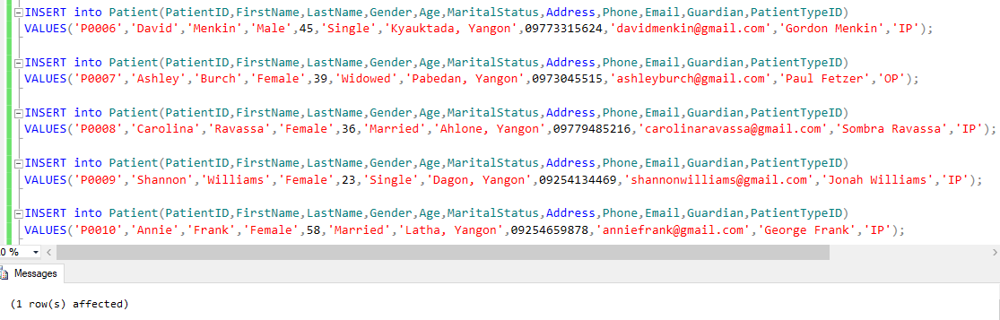 INSERT into Patient(PatientID,FirstName,LastName,Gender,Age,MaritalStatus,Address,Phone,Email,Guardian,PatientTypeID)
VALUES('P0006','David','Menkin','Male',45,'Single','Kyauktada, Yangon',09773315624,'davidmenkin@gmail.com','Gordon Menkin','IP');
INSERT into Patient(PatientID,FirstName,LastName,Gender,Age,MaritalStatus,Address,Phone,Email,Guardian,PatientTypeID)
VALUES('P0007','Ashley','Burch','Female',39,'Widowed','Pabedan, Yangon',0973045515,'ashleyburch@gmail.com','Paul Fetzer','OP');
INSERT into Patient(PatientID,FirstName,LastName,Gender,Age,MaritalStatus,Address,Phone,Email,Guardian,PatientTypeID)
VALUES('P0008','Carolina','Ravassa','Female',36,'Married','Ahlone, Yangon',09779485216,'carolinaravassa@gmail.com','Sombra Ravassa','IP');
INSERT into Patient(PatientID,FirstName,LastName,Gender,Age,MaritalStatus,Address,Phone,Email,Guardian,PatientTypeID)
VALUES('P0009','Shannon','Williams','Female',23,'Single','Dagon, Yangon',09254134469,'shannonwilliams@gmail.com','Jonah Williams','IP');
INSERT into Patient(PatientID,FirstName,LastName,Gender,Age,MaritalStatus,Address,Phone,Email,Guardian,PatientTypeID)
VALUES('P0010','Annie','Frank','Female',58,'Married','Latha, Yangon',09254659878,'anniefrank@gmail.com','George Frank','IP');
0 %
Messages
(1 row(s) affected)